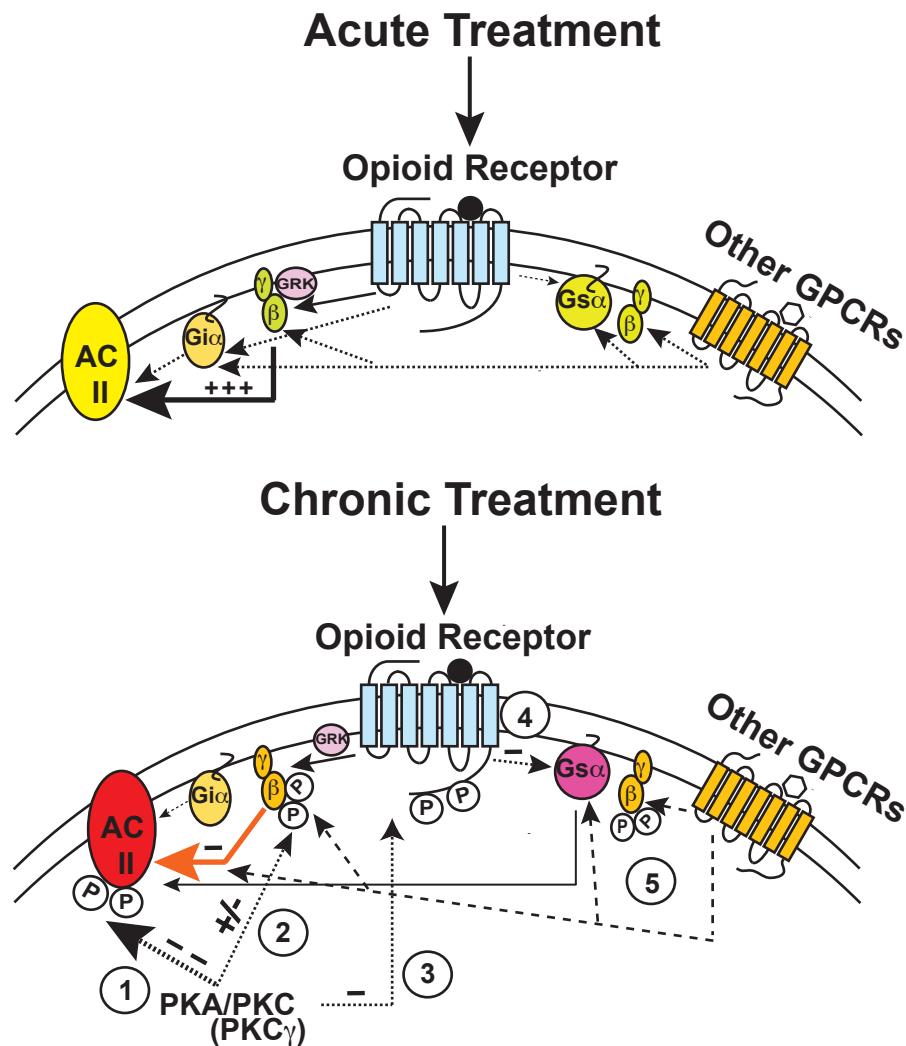 Acute Treatment
Opioid Receptor
Other GPCRs
γ
GRK
β
Giα
Gsα
γ
β
AC
II
+++
Chronic Treatment
Opioid Receptor
Other GPCRs
4
GRK
–
γ
β
P
P
Giα
Gsα
γ
β
P
P
P
P
AC
II
–
P
P
5
+/-
2
– –
3
1
PKA/PKC
–
(PKCγ)